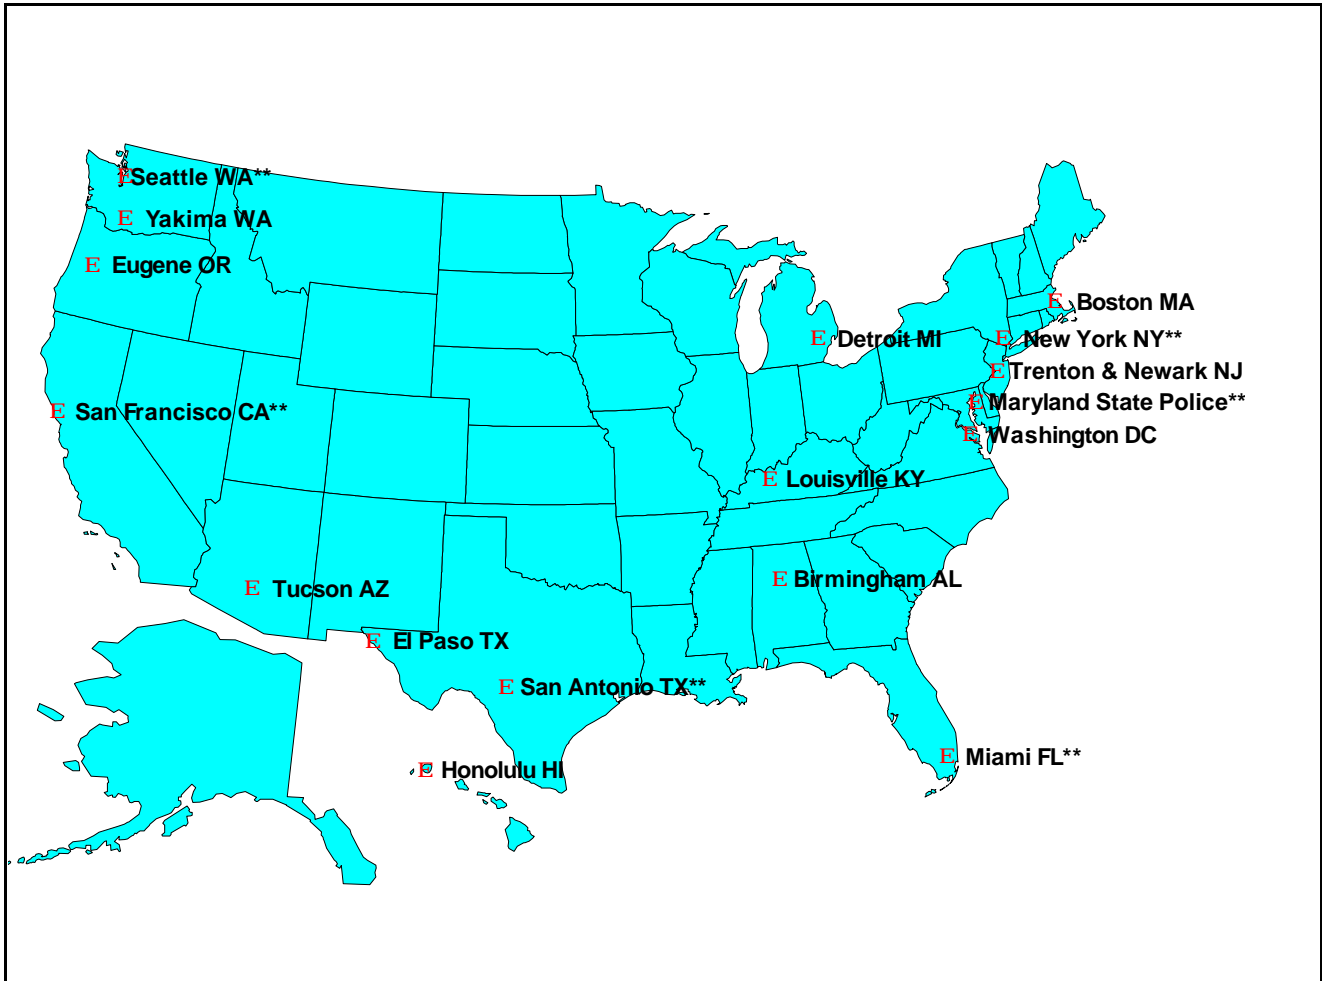 E Seattle WA**
E Yakima WA
E Eugene OR
E Boston MA
E Detroit MI
E New York NY**
E Trenton & Newark NJ
E San Francisco CA**
E Maryland State Police**
E Washington DC
E Louisville KY
E Birmingham AL
E Tucson AZ
E El Paso TX
E San Antonio TX**
E Miami FL**
E Honolulu HI